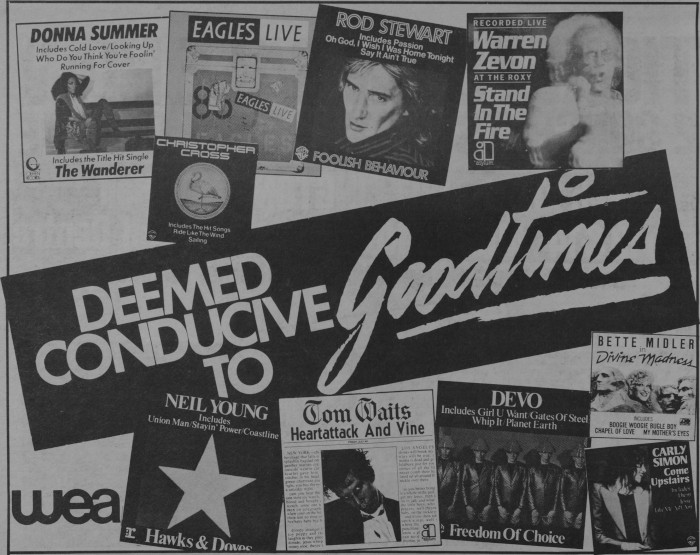 DONNA SUMMER
Includes Cold Love/Looking Up
Who Do You Think You're Foolin'
Running For Cover
Includes the Title Hit Single
The Wanderer
EAGLES LIVE
83
EAGLES LIVE
CHRISTOPHER
CROSS
Includes The Hit Songs
Ride Like The Wind
Sailing
ROD STEWART
Includes Passion
Oh God, I Wish I Was Home Tonight
Say It Ain't True
FOOLISH BEHAVIOUR
RECORDED LIVE
Warren
Zevon
AT THE ROXY
Stand
In The
Fire
asylum
DEEMED
CONDUCIVE
TO
Goodtimes
wea
NEIL YOUNG
Includes
Union Man/Stayin' Power/Coastline
Hawks & Doves
Tom Waits
Heartattack And Vine
DEVO
Includes Girl U Want Gates Of Steel
Whip It Planet Earth
Freedom Of Choice
BETTE MIDLER
Divine Madness
INCLUDES
BOOGIE WOOGIE BUGLE BOY
CHAPEL OF LOVE MY MOTHER'S EYES
CARLY
SIMON
Come
Upstairs